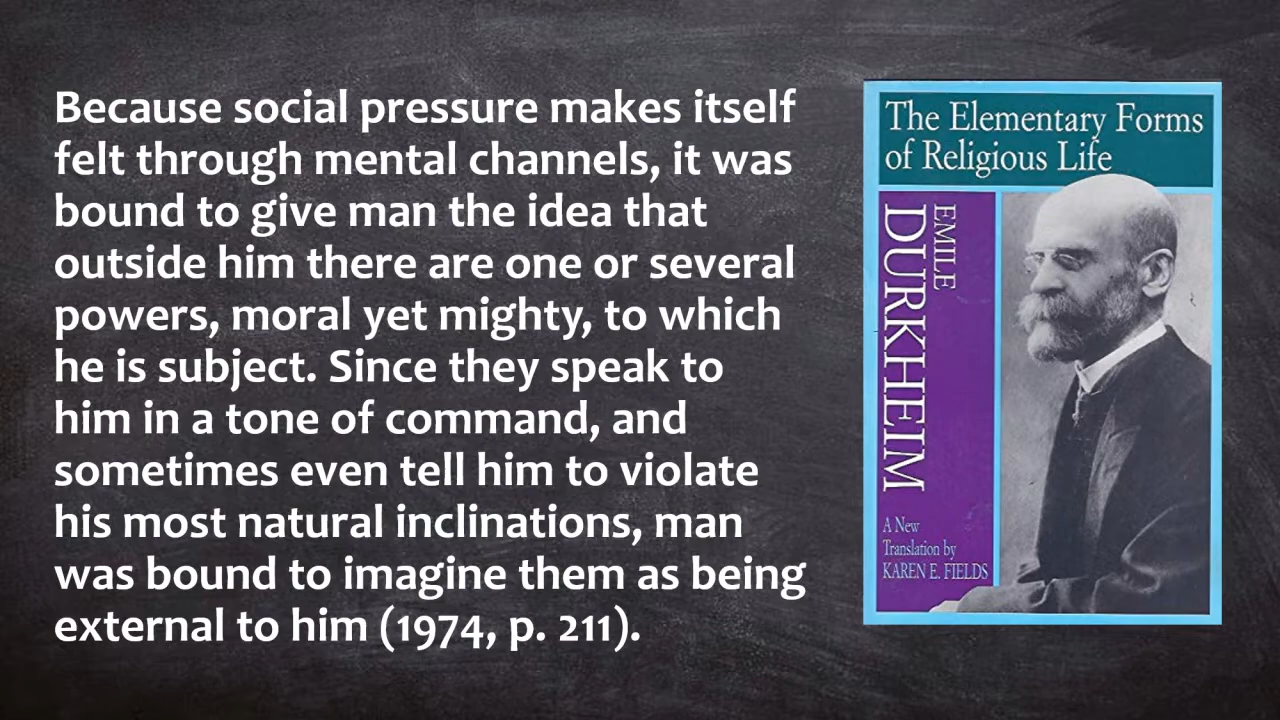 Because social pressure makes itself
felt through mental channels, it was
bound to give man the idea that
outside him there are one or several
powers, moral yet mighty, to which
he is subject. Since they speak to
him in a tone of command, and
sometimes even tell him to violate
his most natural inclinations, man
was bound to imagine them as being
external to him (1974, p. 211).
The Elementary Forms
of Religious Life
EMILE
DURKHEIM
A New
Translation by
KAREN E. FIELDS